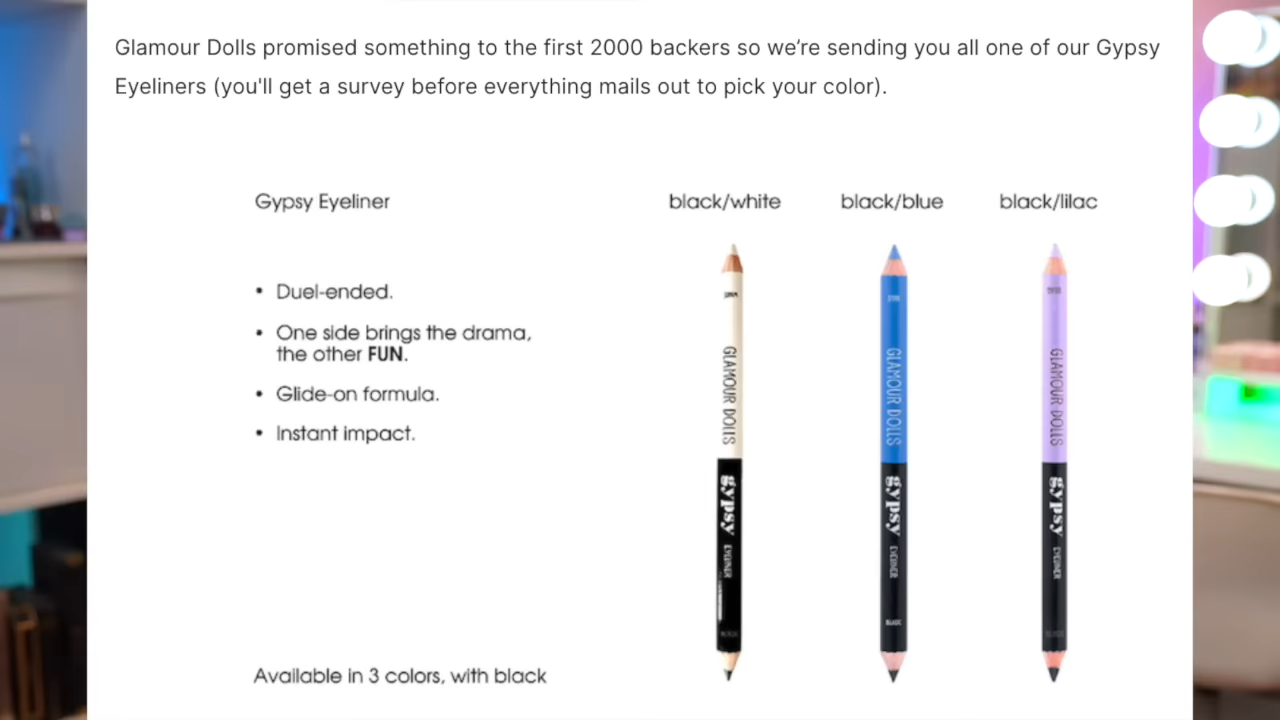 Glamour Dolls promised something to the first 2000 backers so we’re sending you all one of our Gypsy
Eyeliners (you'll get a survey before everything mails out to pick your color).
Gypsy Eyeliner
black/white
black/blue
black/lilac
• Duel-ended.
• One side brings the drama,
the other FUN.
• Glide-on formula.
• Instant impact.
GLAMOUR DOLLS
gypsy EYELINER
GLAMOUR DOLLS
gypsy EYELINER
BLACK
GLAMOUR DOLLS
gypsy EYELINER
Available in 3 colors, with black